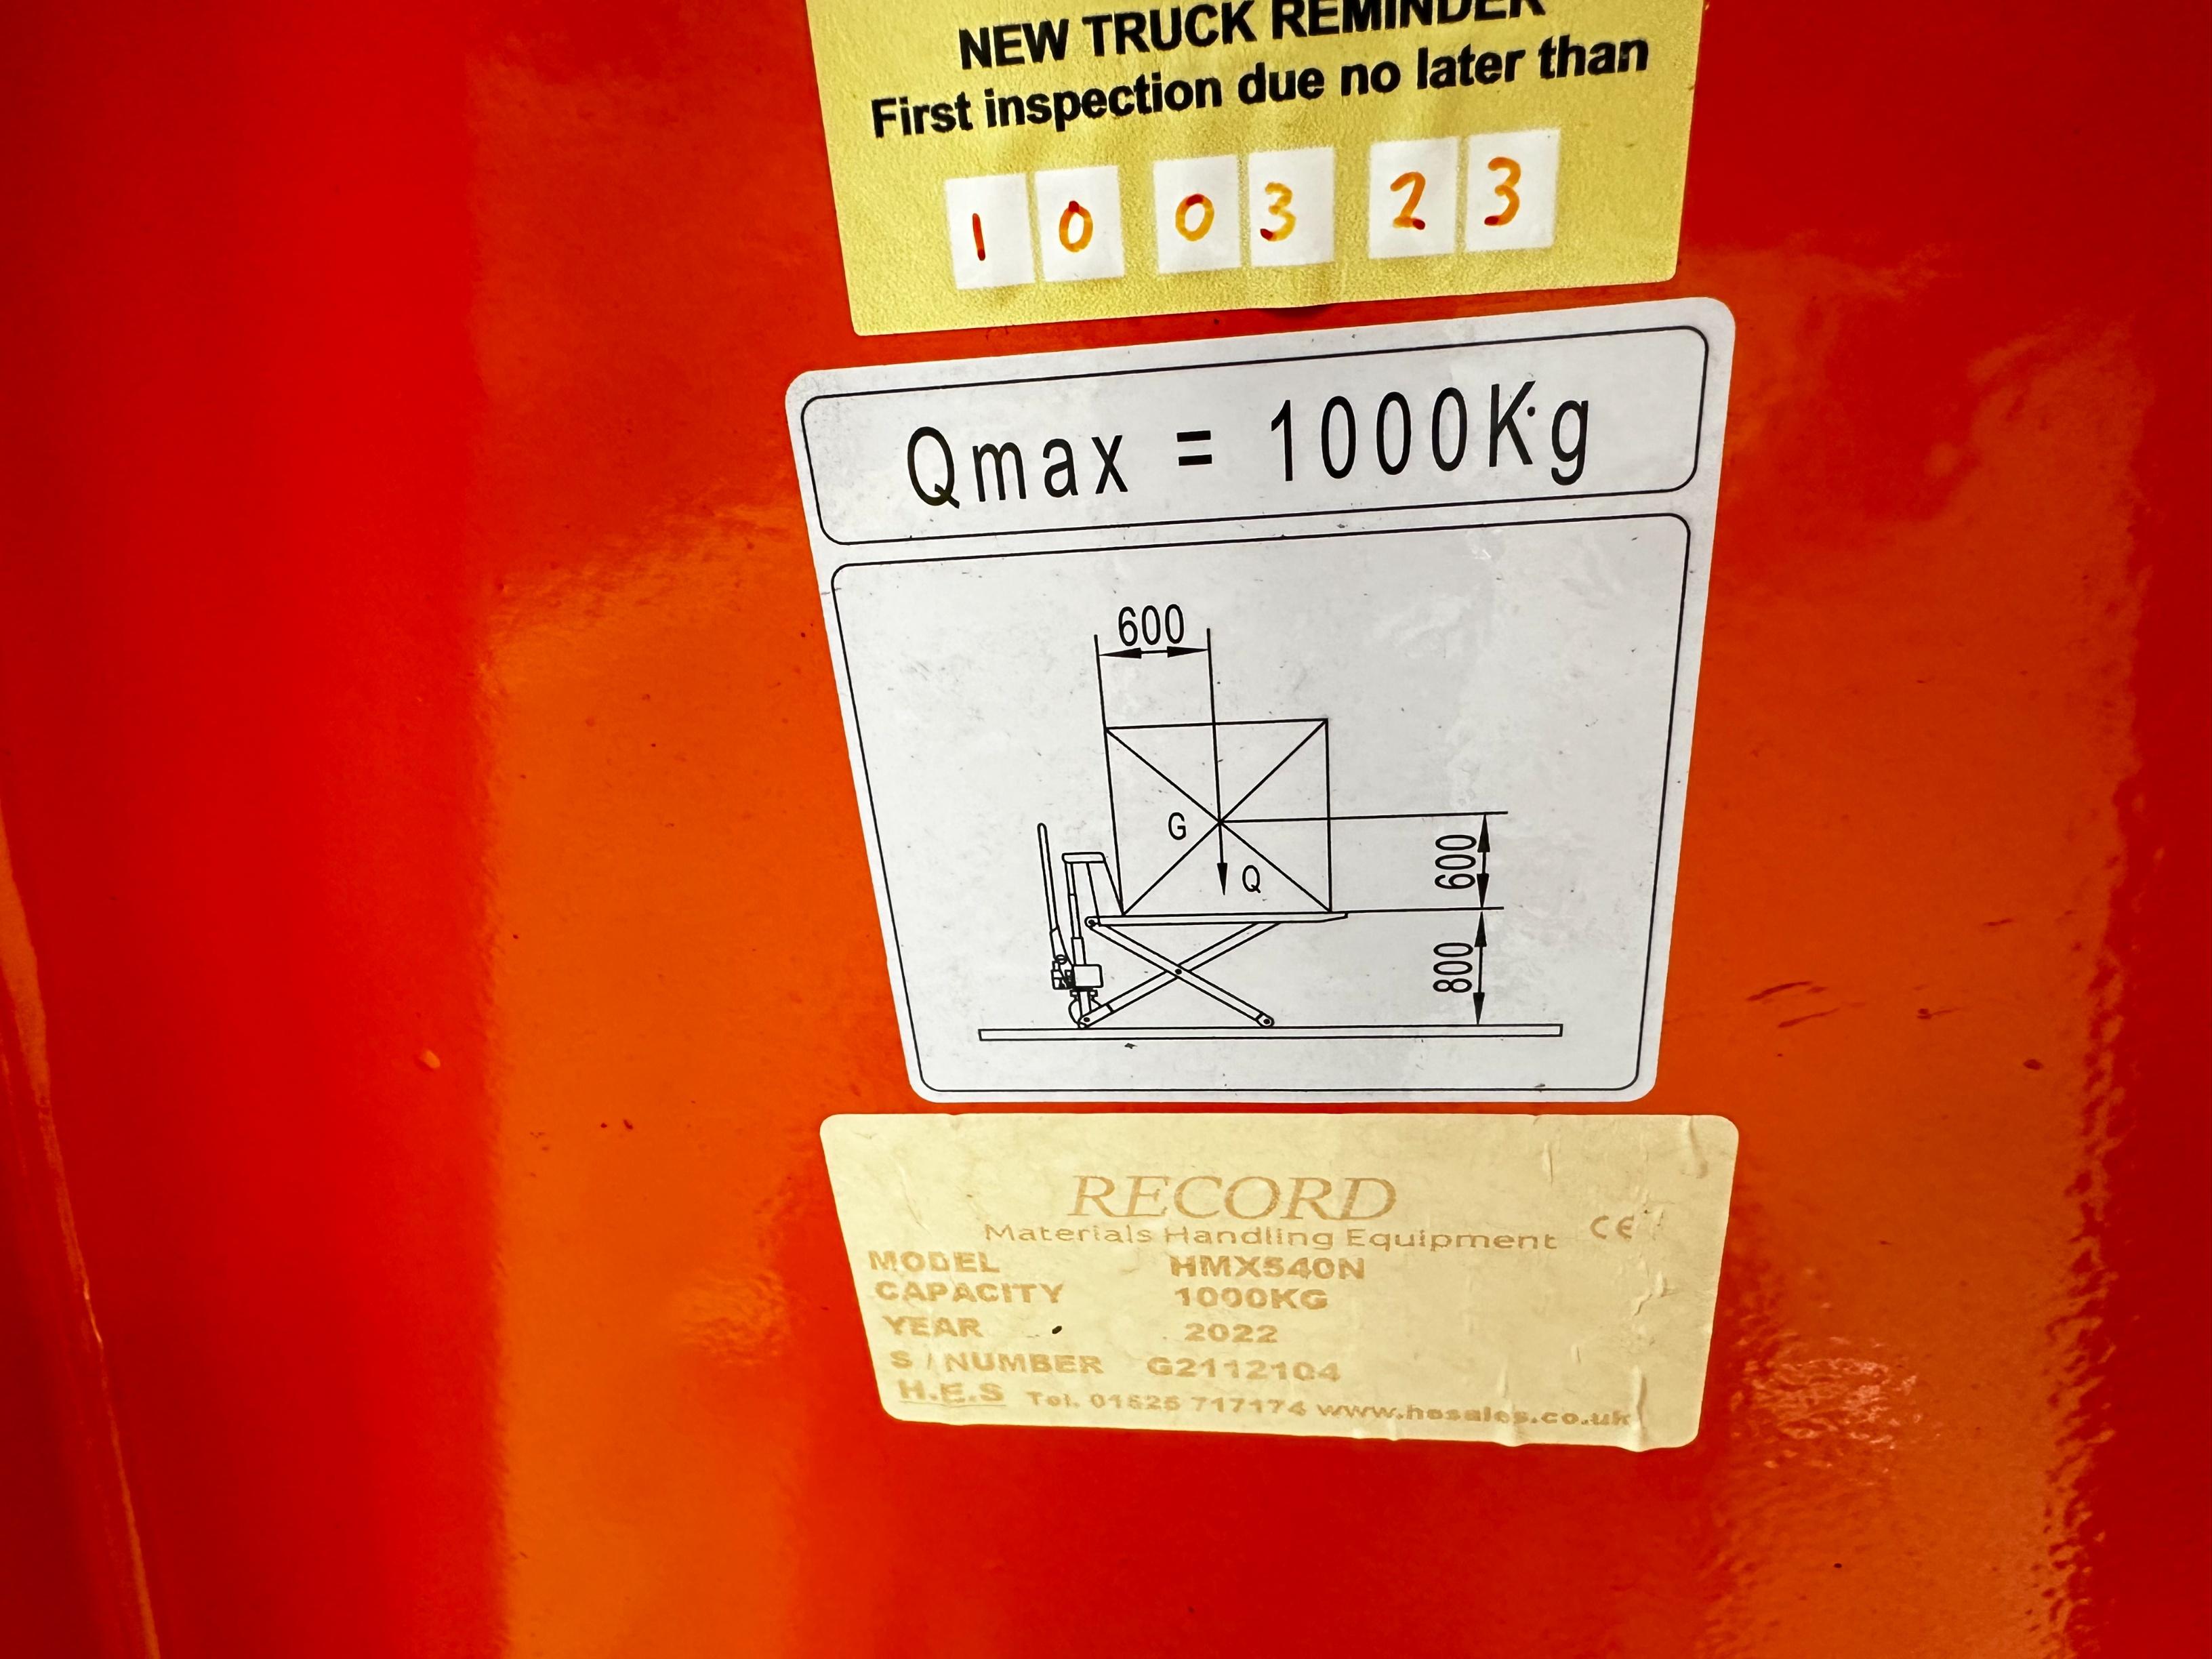 NEW TRUCK REMINDER
First inspection due no later than
1 0 0 3 2 3
Qmax = 1000Kg
600
G
Q
600
800
RECORD
Materials Handling Equipment CE
MODEL HMX540N
CAPACITY 1000KG
YEAR 2022
S / NUMBER G2112104
H.E.S Tel. 01525 717174 www.hesales.co.uk